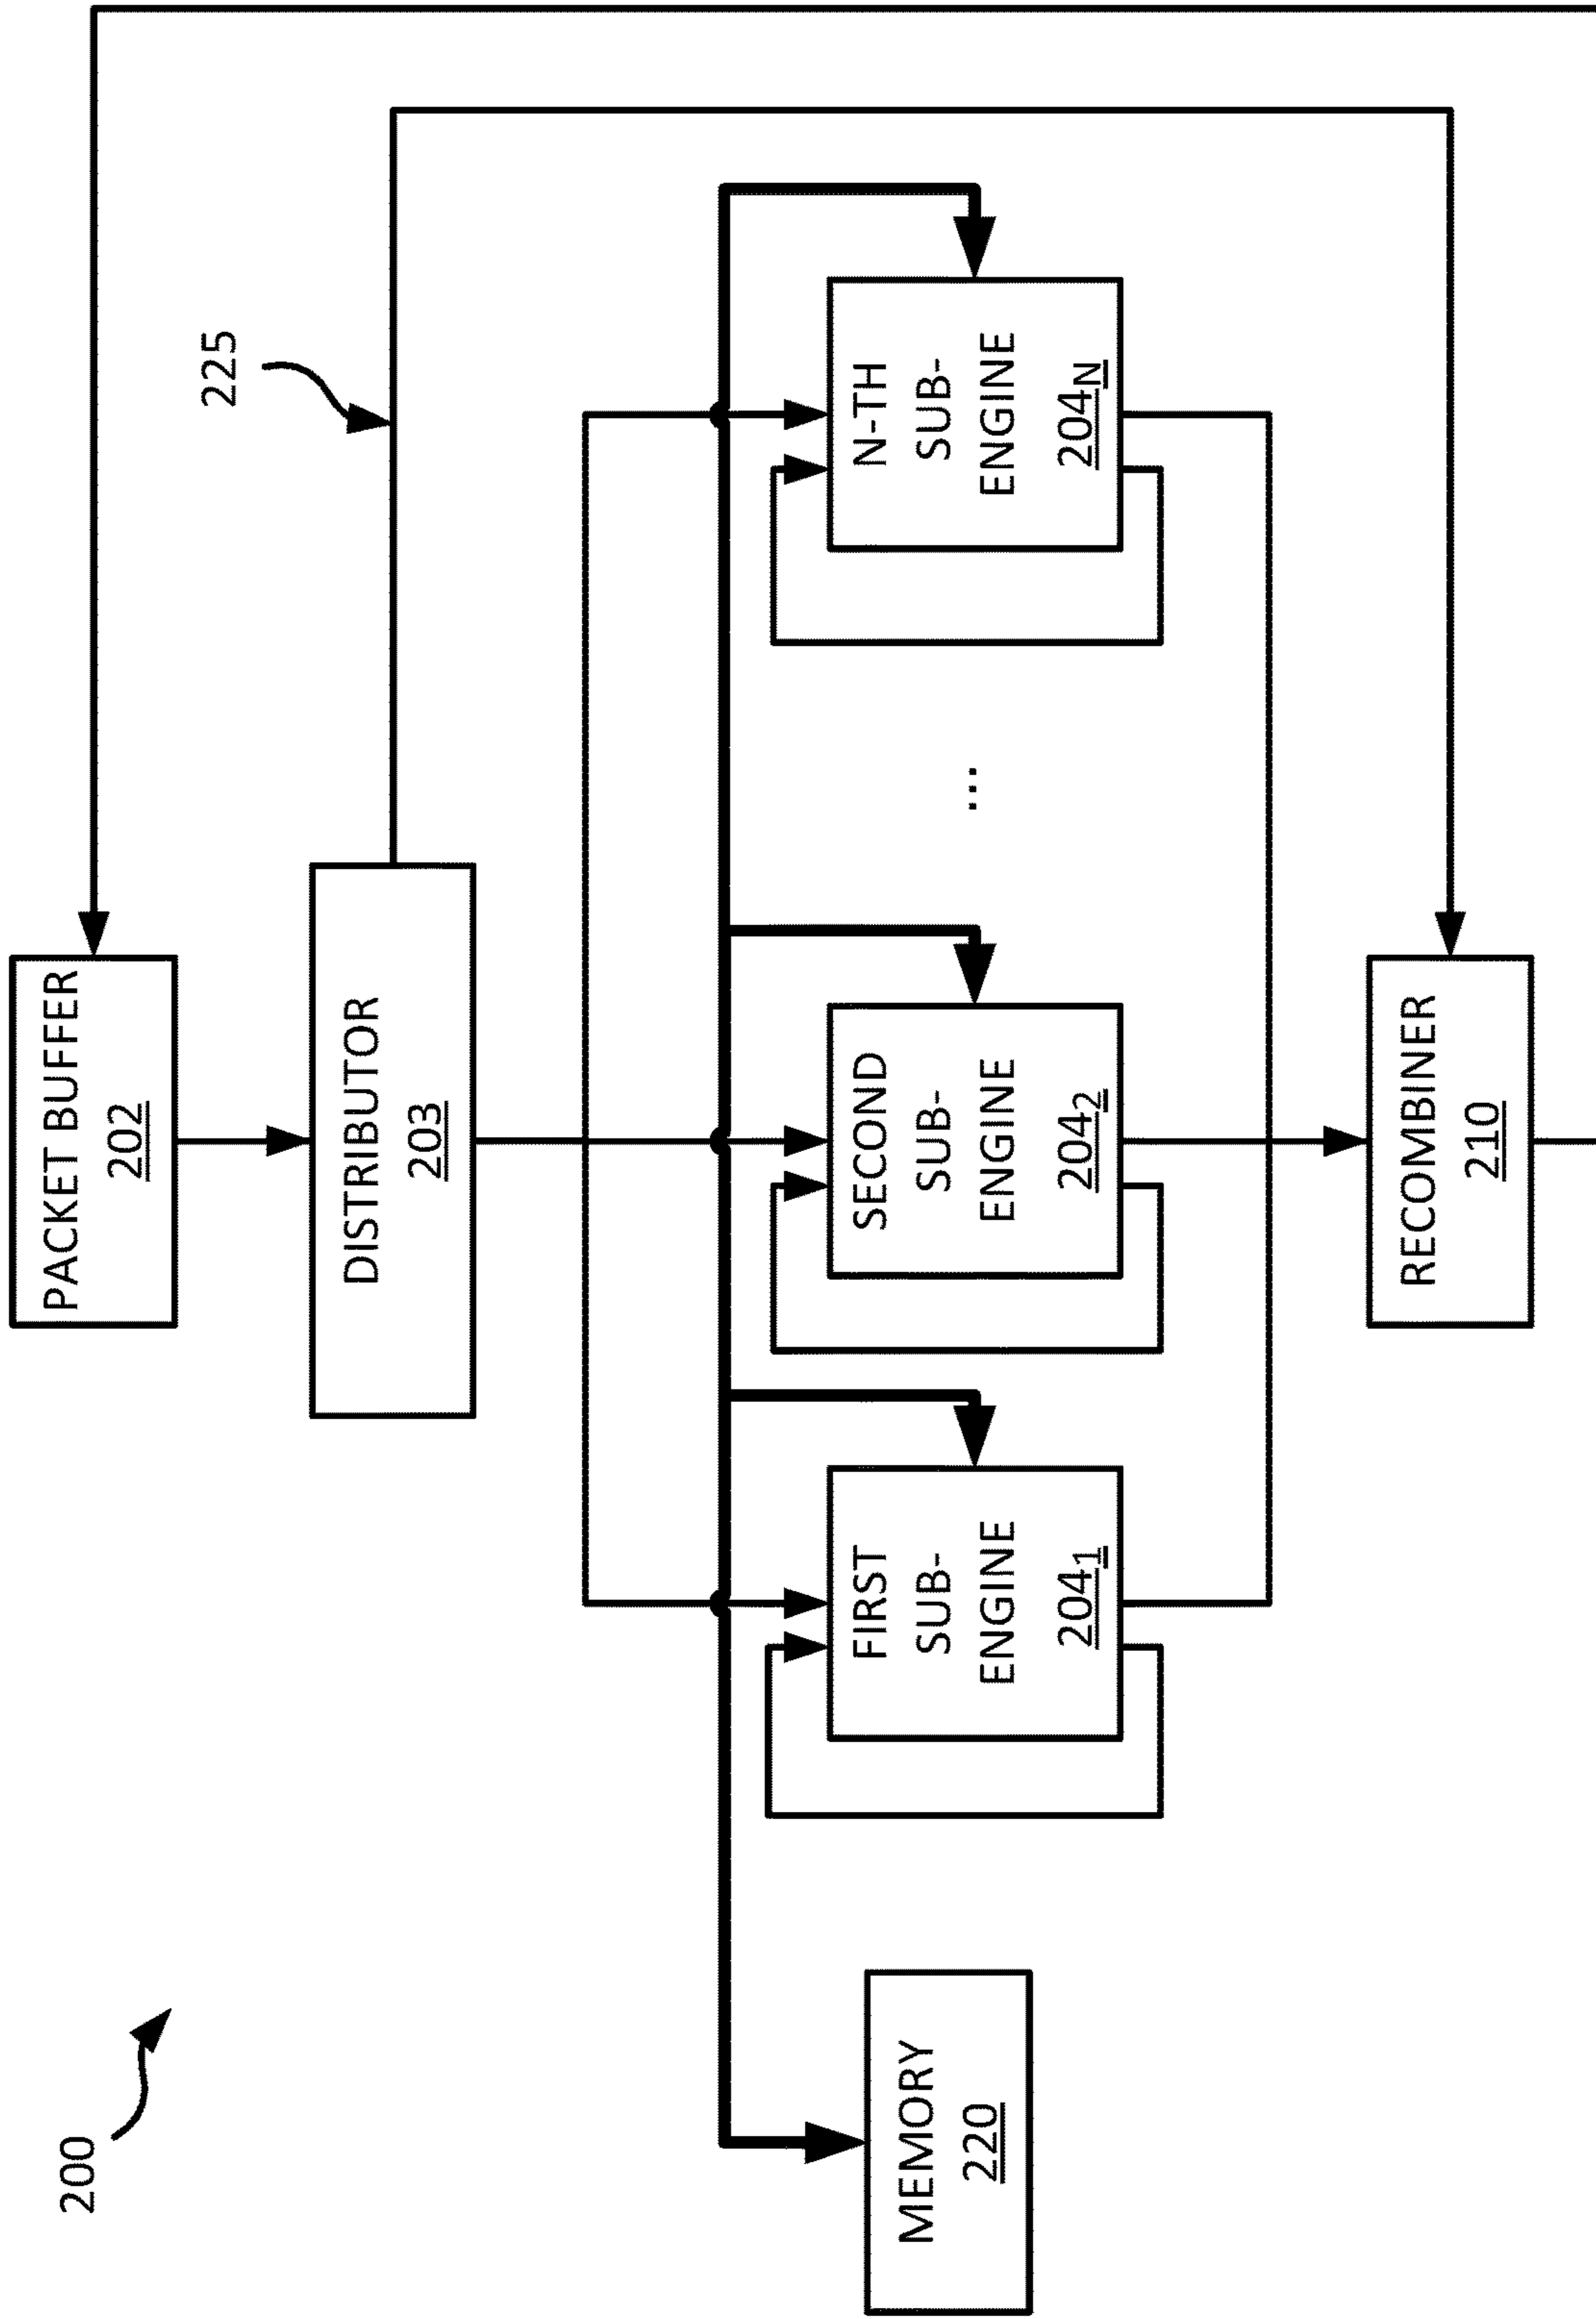 200
PACKET BUFFER
202
DISTRIBUTOR
203
225
MEMORY
220
FIRST
SUB-
ENGINE
204₁
SECOND
SUB-
ENGINE
204₂
...
N-TH
SUB-
ENGINE
204N
RECOMBINER
210